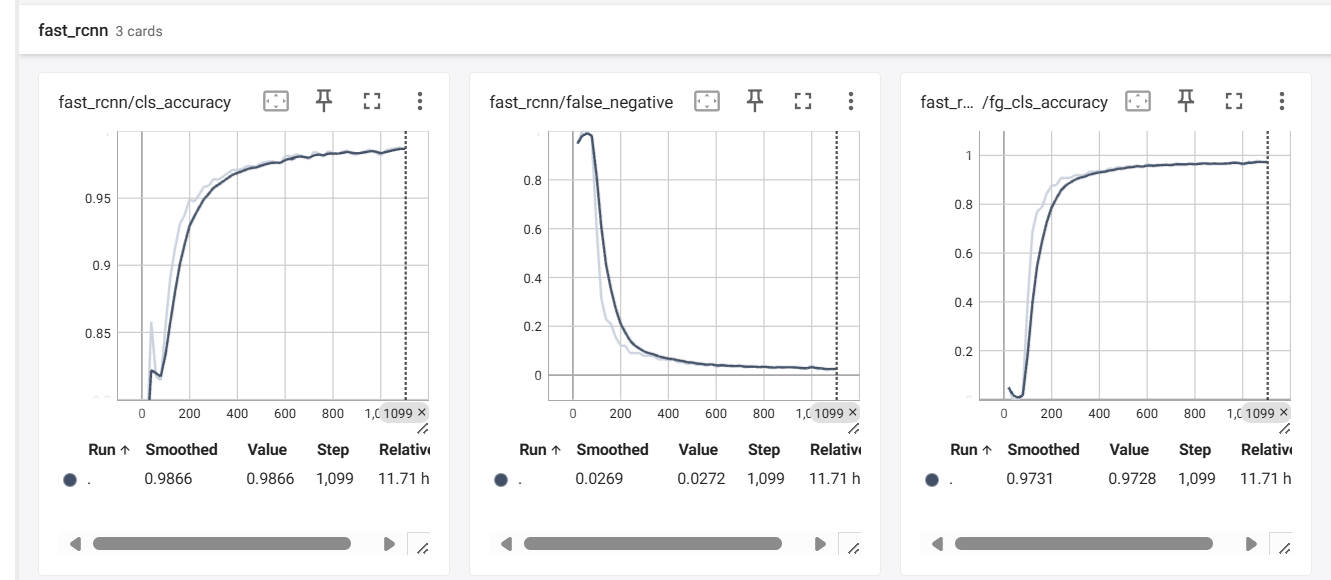 fast_rcnn 3 cards
fast_rcnn/cls_accuracy
0.95
0.9
0.85
0 200 400 600 800 1,0 1099 ×
Run ↑ Smoothed Value Step Relative
. 0.9866 0.9866 1,099 11.71 h
fast_rcnn/false_negative
0.8
0.6
0.4
0.2
0
0 200 400 600 800 1,0 1099 ×
Run ↑ Smoothed Value Step Relative
. 0.0269 0.0272 1,099 11.71 h
fast_r... /fg_cls_accuracy
1
0.8
0.6
0.4
0.2
0 200 400 600 800 1,0 1099 ×
Run ↑ Smoothed Value Step Relative
. 0.9731 0.9728 1,099 11.71 h